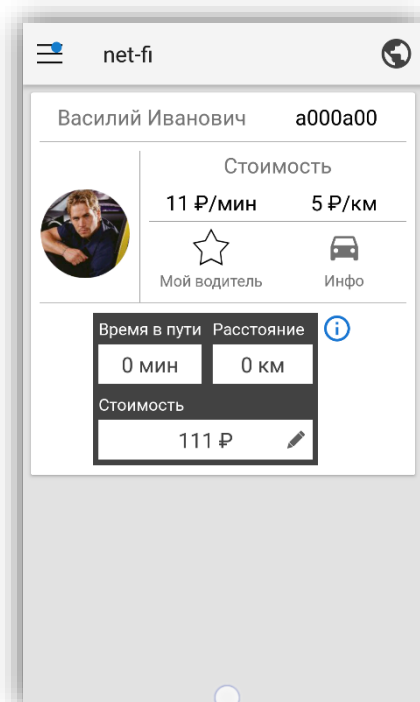 net-fi
Василий Иванович a000a00
Стоимость
11 ₽/мин 5 ₽/км
Мой водитель Инфо
Время в пути Расстояние
0 мин 0 км
Стоимость
111 ₽